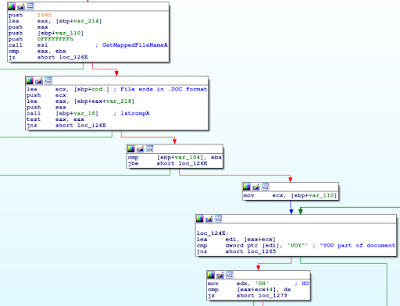 push 104h
lea eax, [ebp+var_214]
push eax
push [ebp+var_110]
push 0FFFFFFFFh
call esi ; GetMappedFileNameA
cmp eax, ebx
jz short loc_126E
lea ecx, [ebp+cod.] ; File ends in .DOC format
push ecx
lea eax, [ebp+eax+var_218]
push eax
call [ebp+var_18] ; lstrcmpA
test eax, eax
jnz short loc_126E
cmp [ebp+var_104], ebx
jbe short loc_126E
mov ecx, [ebp+var_110]
loc_124E:
lea edi, [eax+ecx]
cmp dword ptr [edi], 'UOY^' ; ^YOU part of document
jnz short loc_1265
mov edx, 'OH' ; HO
cmp [eax+ecx+4], dx
jz short loc_1279